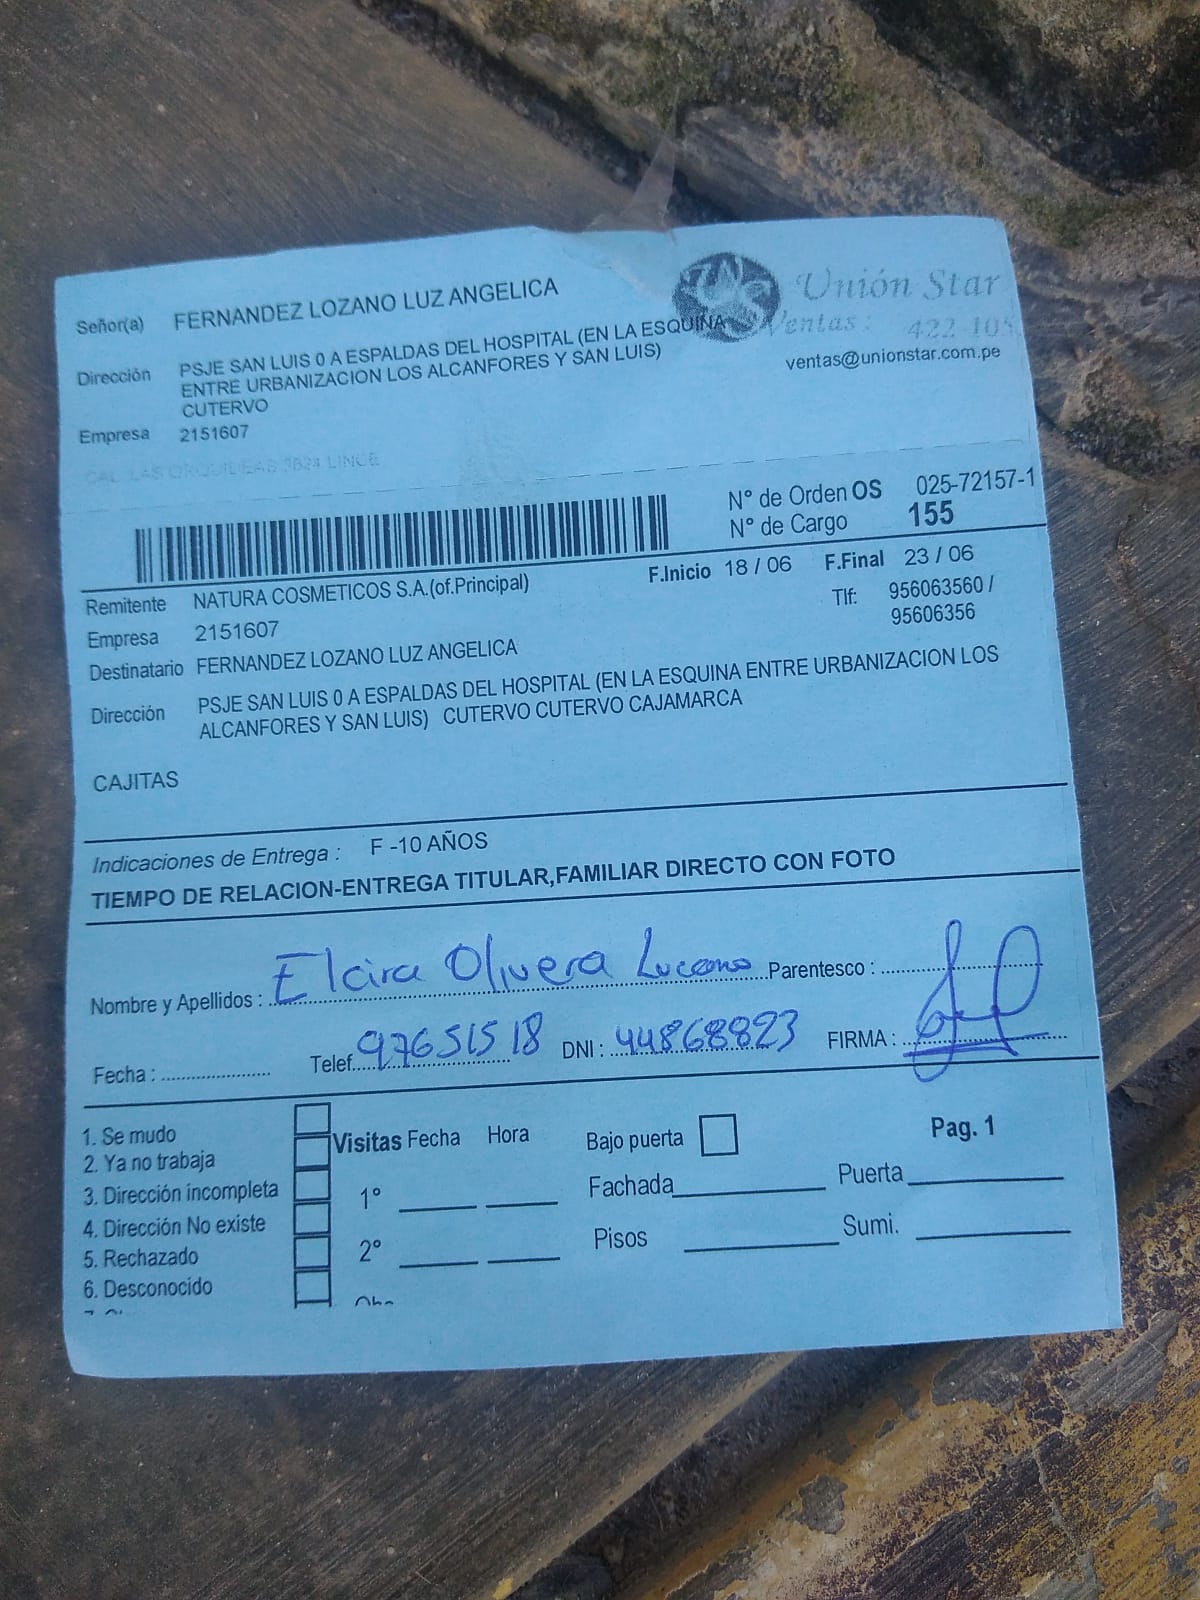 Unión Star
Ventas: 422-105
ventas@unionstar.com.pe
Señor(a) FERNANDEZ LOZANO LUZ ANGELICA
Dirección PSJE SAN LUIS 0 A ESPALDAS DEL HOSPITAL (EN LA ESQUINA
ENTRE URBANIZACION LOS ALCANFORES Y SAN LUIS)
CUTERVO
Empresa 2151607
CAL. LAS ORQUIDEAS 2624 LINCE
N° de Orden OS 025-72157-1
N° de Cargo 155
F.Inicio 18 / 06 F.Final 23 / 06
Remitente NATURA COSMETICOS S.A.(of.Principal)
Tlf: 956063560 /
95606356
Empresa 2151607
Destinatario FERNANDEZ LOZANO LUZ ANGELICA
Dirección PSJE SAN LUIS 0 A ESPALDAS DEL HOSPITAL (EN LA ESQUINA ENTRE URBANIZACION LOS
ALCANFORES Y SAN LUIS) CUTERVO CUTERVO CAJAMARCA
CAJITAS
Indicaciones de Entrega : F -10 AÑOS
TIEMPO DE RELACION-ENTREGA TITULAR,FAMILIAR DIRECTO CON FOTO
Nombre y Apellidos : Elcira Olivera Parentesco :
Fecha : Telef. 97651518 DNI : 44868823 FIRMA :
1. Se mudo
2. Ya no trabaja
3. Dirección incompleta
4. Dirección No existe
5. Rechazado
6. Desconocido
Visitas Fecha Hora
1°
2°
Bajo puerta
Pag. 1
Fachada Puerta
Pisos Sumi.